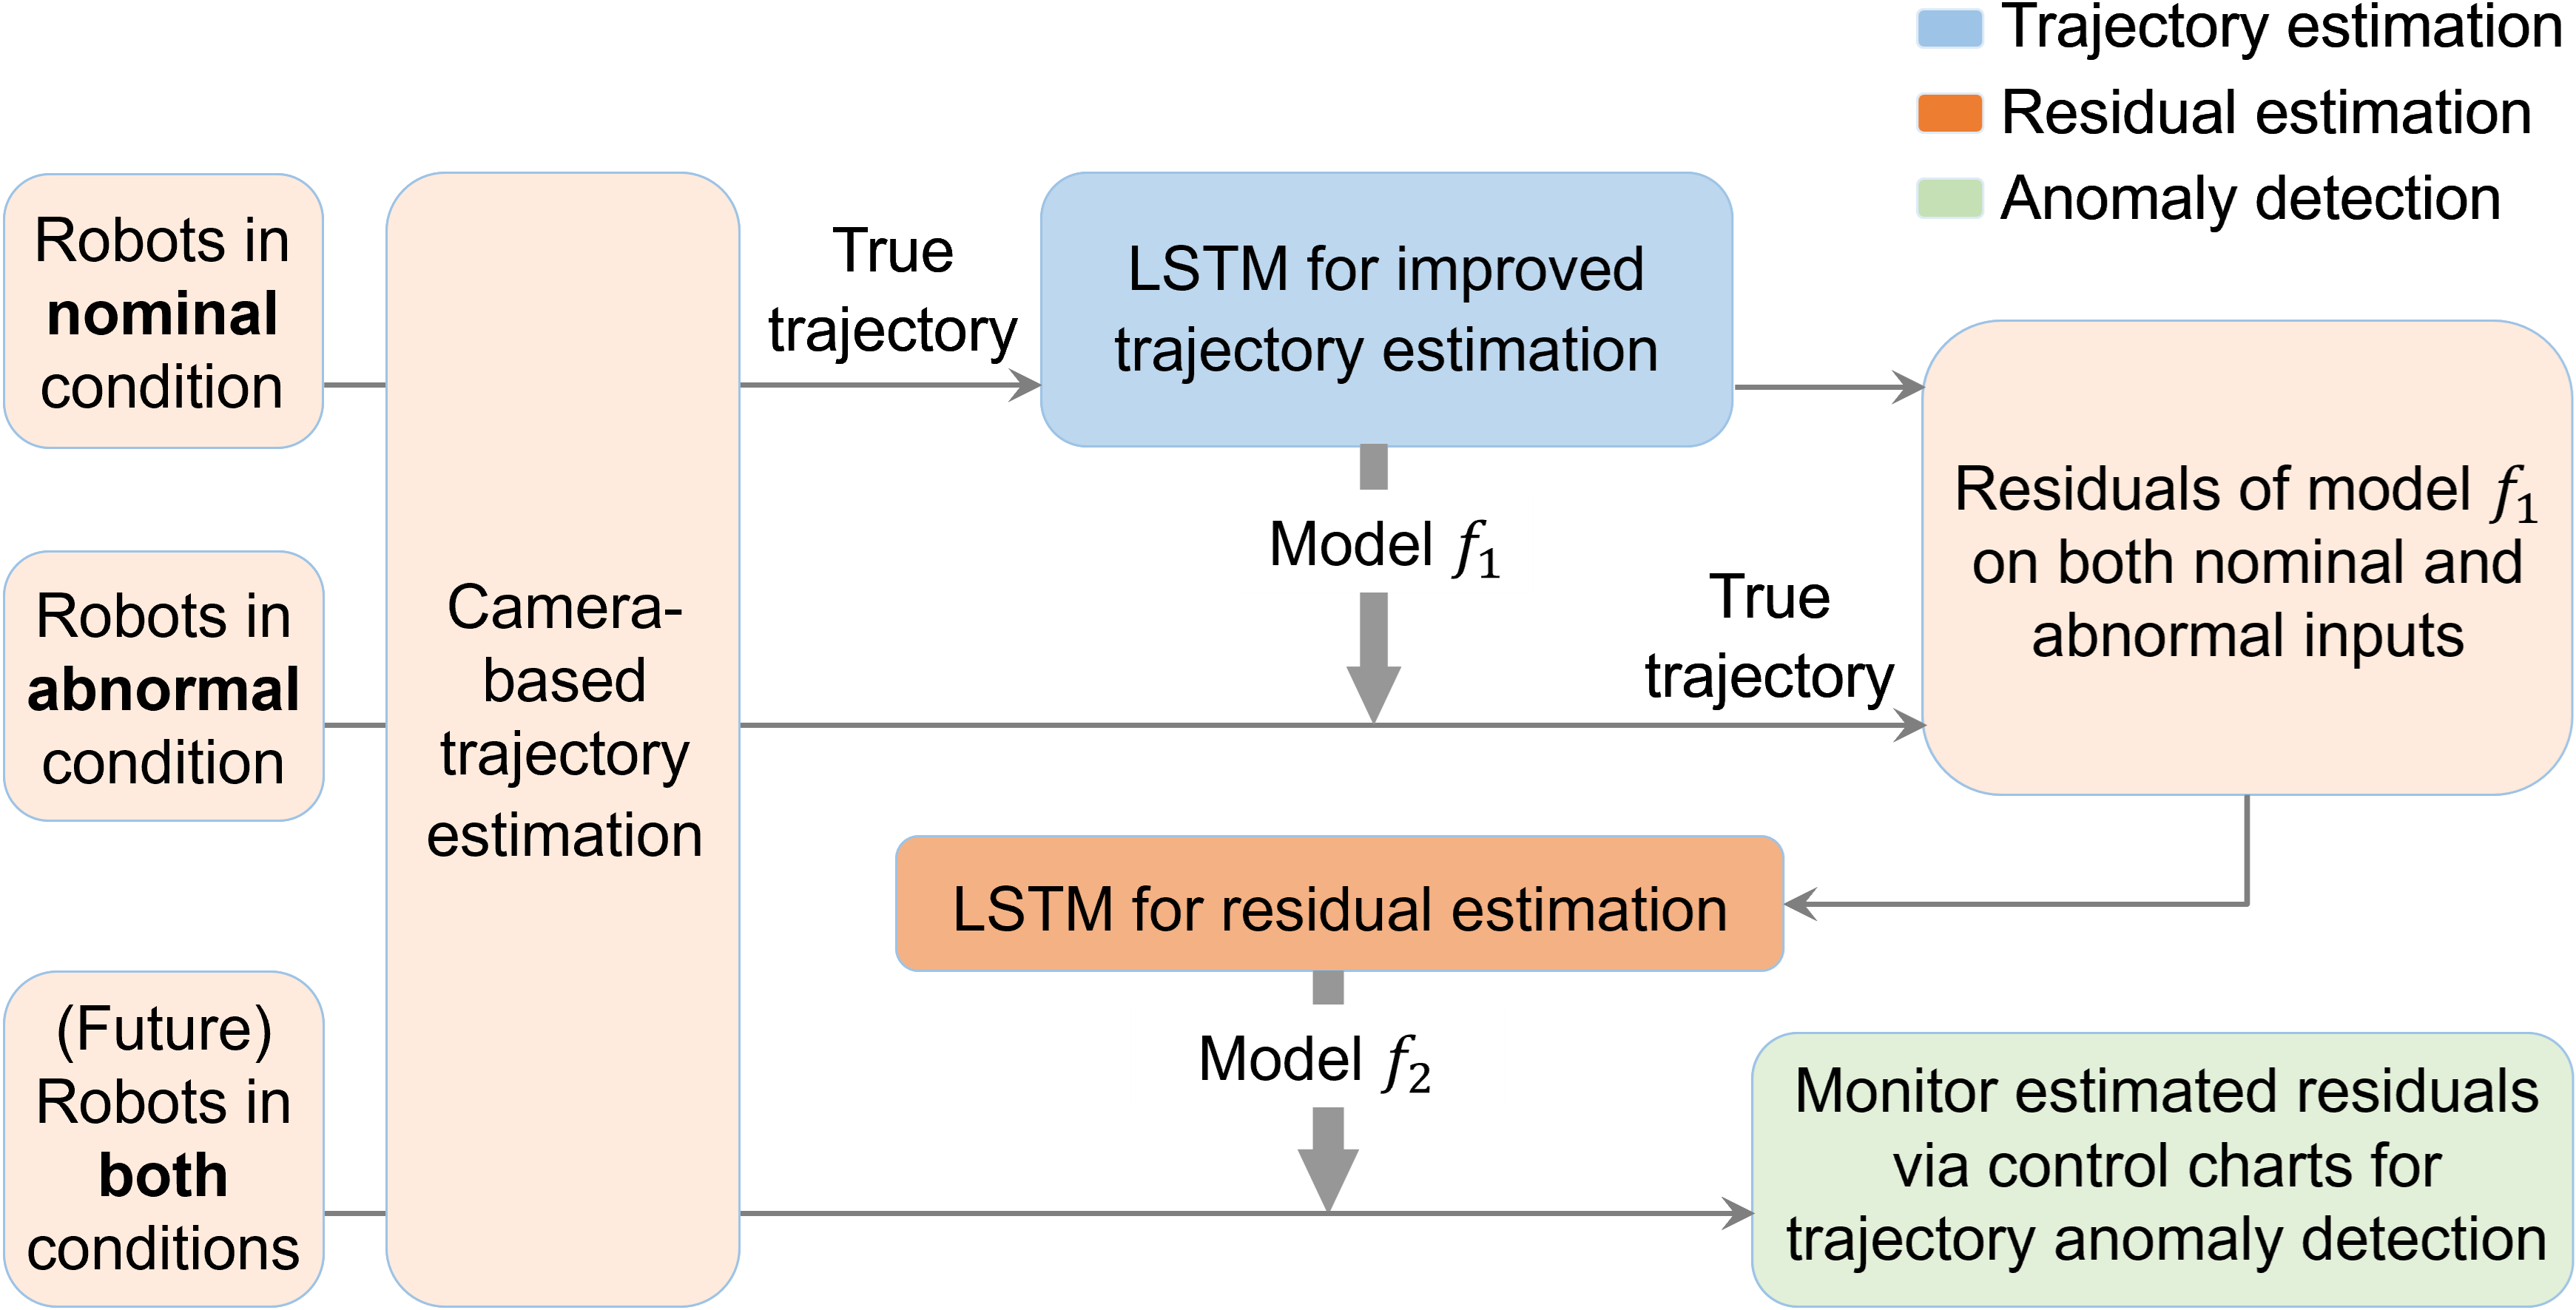 Trajectory estimation
Residual estimation
Anomaly detection
Robots in
nominal
condition
Robots in
abnormal
condition
(Future)
Robots in
both
conditions
Camera-
based
trajectory
estimation
True
trajectory
LSTM for improved
trajectory estimation
Model f₁
True
trajectory
Residuals of model f₁
on both nominal and
abnormal inputs
LSTM for residual estimation
Model f₂
Monitor estimated residuals
via control charts for
trajectory anomaly detection